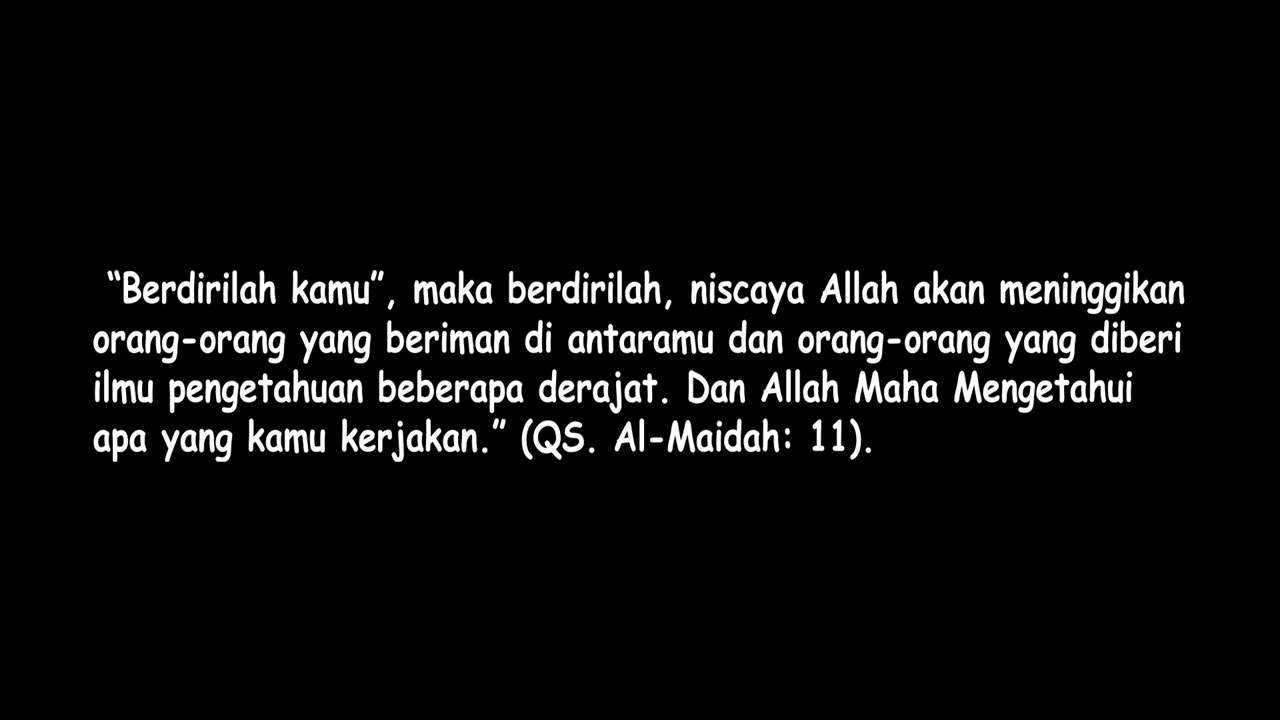 “Berdirilah kamu”, maka berdirilah, niscaya Allah akan meninggikan
orang-orang yang beriman di antaramu dan orang-orang yang diberi
ilmu pengetahuan beberapa derajat. Dan Allah Maha Mengetahui
apa yang kamu kerjakan.” (QS. Al-Maidah: 11).